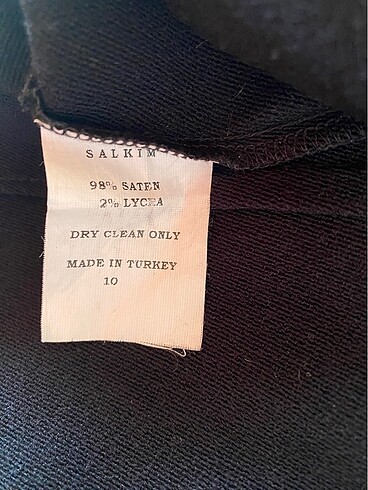 SALKIM
98% SATEN
2% LYCRA
DRY CLEAN ONLY
MADE IN TURKEY
10